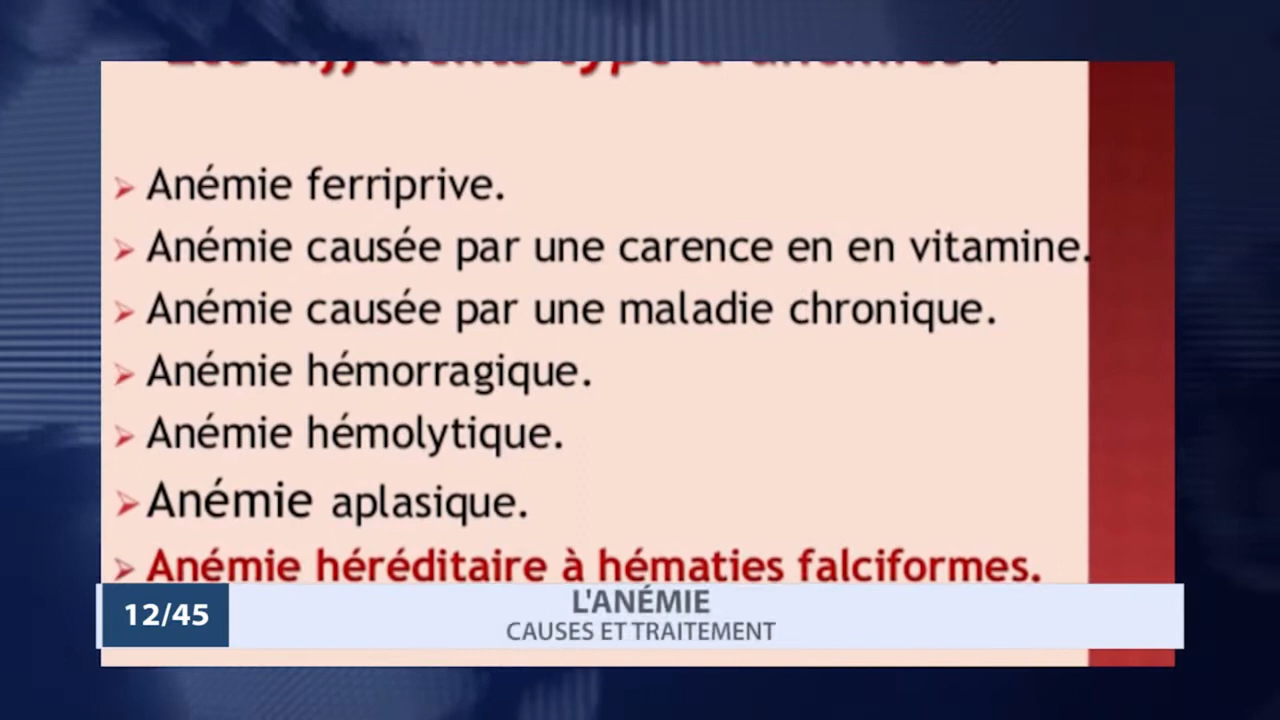 Anémie ferriprive.
Anémie causée par une carence en en vitamine.
Anémie causée par une maladie chronique.
Anémie hémorragique.
Anémie hémolytique.
Anémie aplasique.
Anémie héréditaire à hématies falciformes.
12/45
L'ANÉMIE
CAUSES ET TRAITEMENT